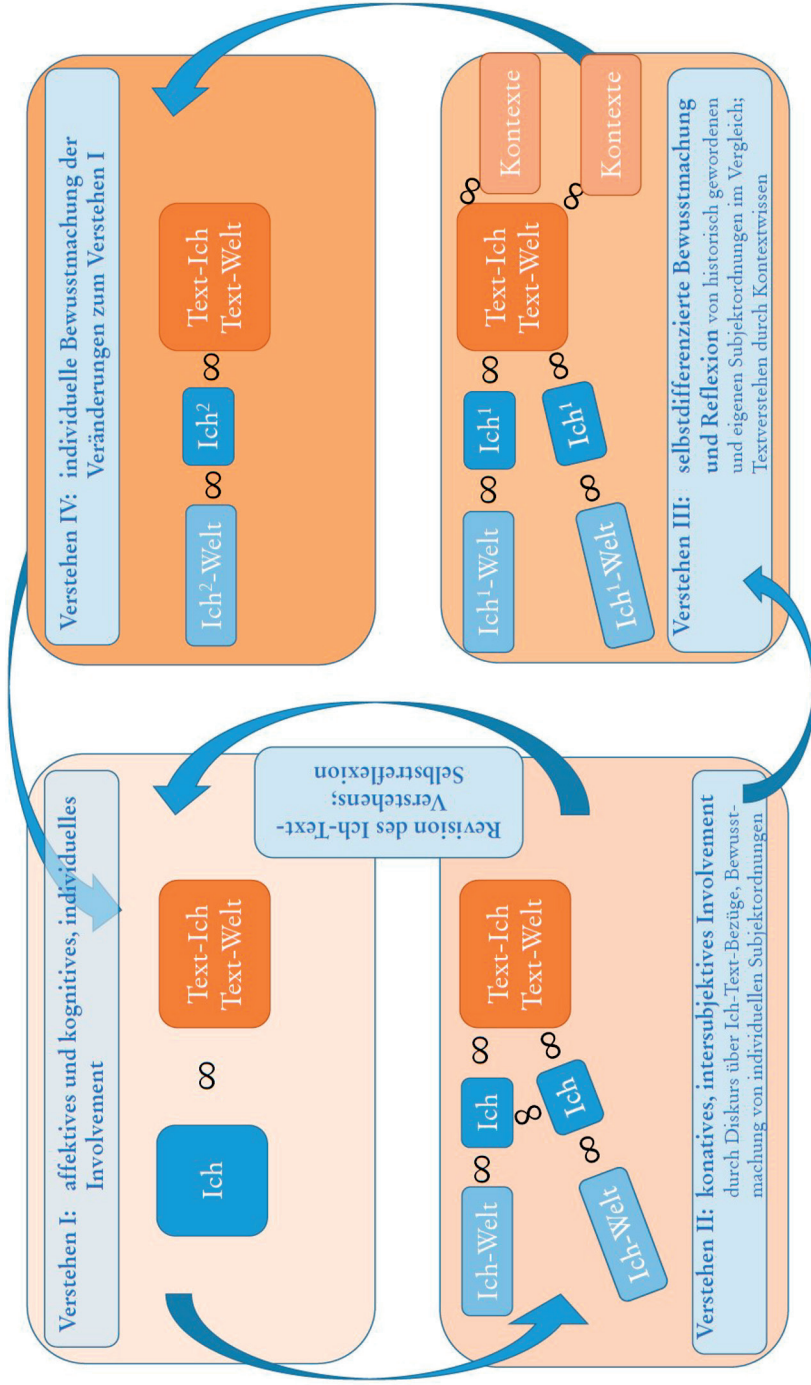 Verstehen I: affektives und kognitives, individuelles
Involvement
Ich
∞
Text-Ich
Text-Welt
Verstehen IV: individuelle Bewusstmachung der
Veränderungen zum Verstehen I
Ich²-Welt
∞
Ich²
∞
Text-Ich
Text-Welt
Revision des Ich-Text-
Verstehens;
Selbstreflexion
Ich-Welt
∞
Ich
∞
Text-Ich
Text-Welt
∞
Ich-Welt
∞
Ich
∞
Verstehen II: konatives, intersubjektives Involvement
durch Diskurs über Ich-Text-Bezüge, Bewusst-
machung von individuellen Subjektordnungen
Ich¹-Welt
∞
Ich¹
∞
Text-Ich
Text-Welt
∞
Kontexte
Ich¹-Welt
∞
Ich¹
∞
∞
Kontexte
Verstehen III: selbstdifferenzierte Bewusstmachung
und Reflexion von historisch gewordenen
und eigenen Subjektordnungen im Vergleich;
Textverstehen durch Kontextwissen